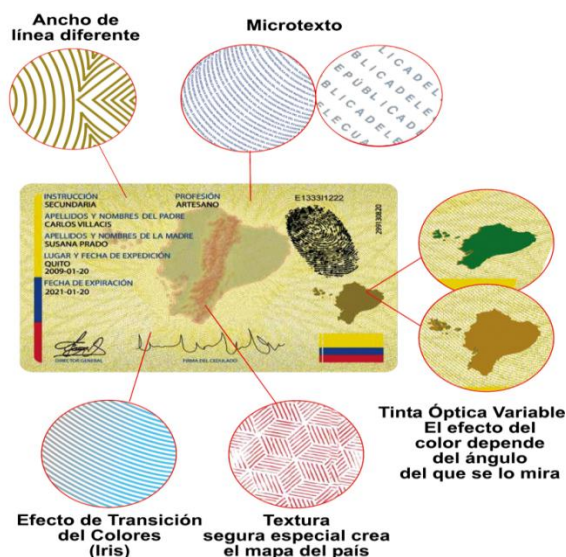 Ancho de
línea diferente
Microtexto
LICADEL
BLICADELE
EPÚBLICADE
BLICADELE
ELECUA
INSTRUCCIÓN
SECUNDARIA
PROFESIÓN
ARTESANO
E1333I1222
APELLIDOS Y NOMBRES DEL PADRE
CARLOS VILLACIS
APELLIDOS Y NOMBRES DE LA MADRE
SUSANA PRADO
LUGAR Y FECHA DE EXPEDICIÓN
QUITO
2009-01-20
FECHA DE EXPIRACIÓN
2021-01-20
DIRECTOR GENERAL
FIRMA DEL CEDULADO
Tinta Óptica Variable
El efecto del
color depende
del ángulo
del que se lo mira
Efecto de Transición
del Colores
(Iris)
Textura
segura especial crea
el mapa del país